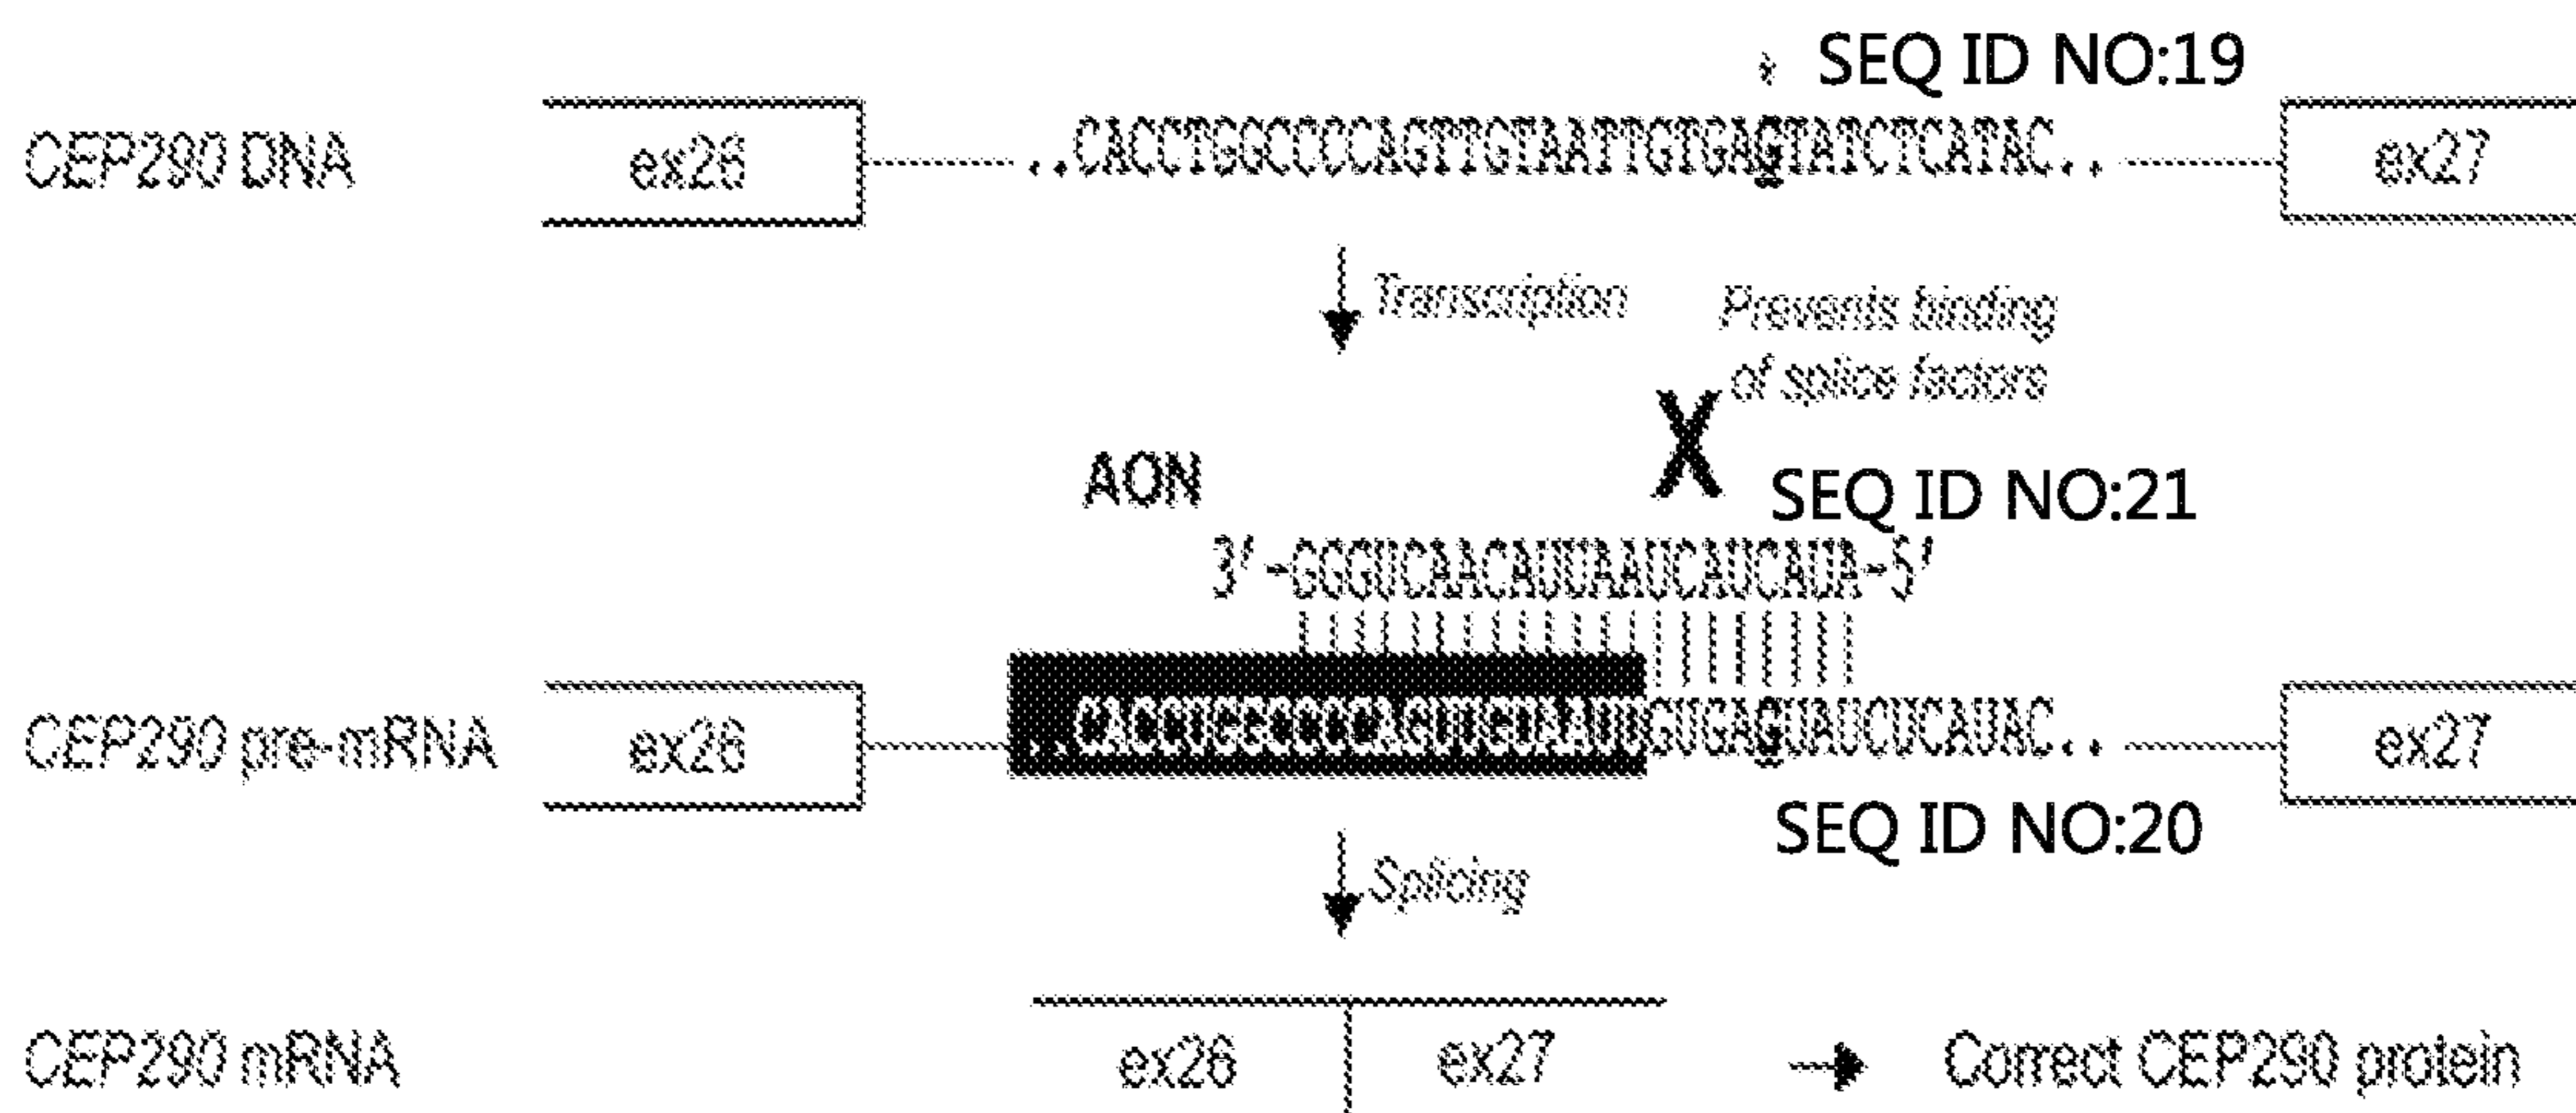 * SEQ ID NO:19
CEP290 DNA ex26 ..CACCTGGCCCCAGTTGTAATTGTGAGTATCTCATAC.. ex27
Transcription
Prevents binding
of splice factors
X
AON
SEQ ID NO:21
3'-GGGUCAACAUUAAUCAUCAUA-5'
CEP290 pre-mRNA ex26 ..CACCUGGCCCCAGUUGUAAUUGUGAGUAUCUCAUAC.. ex27
SEQ ID NO:20
Splicing
CEP290 mRNA ex26 ex27 → Correct CEP290 protein